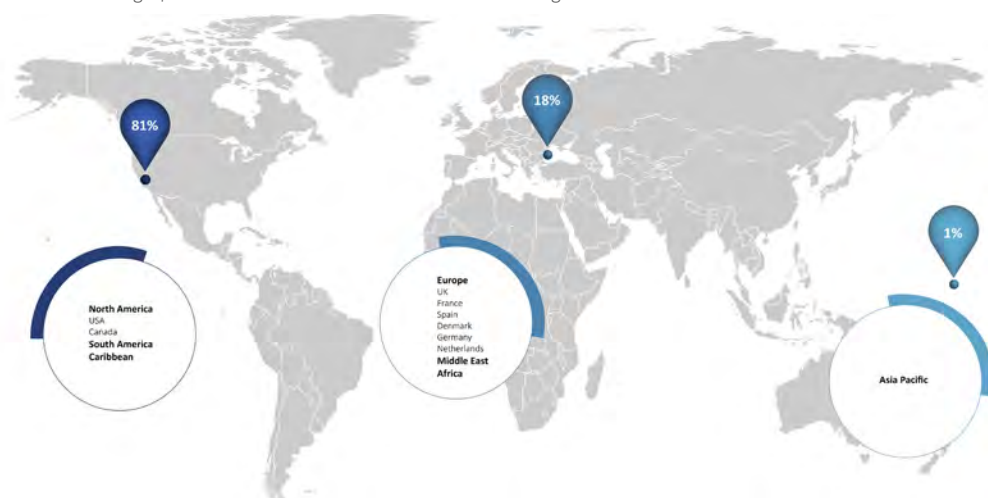 81%
18%
1%
North America
USA
Canada
South America
Caribbean
Europe
UK
France
Spain
Denmark
Germany
Netherlands
Middle East
Africa
Asia Pacific